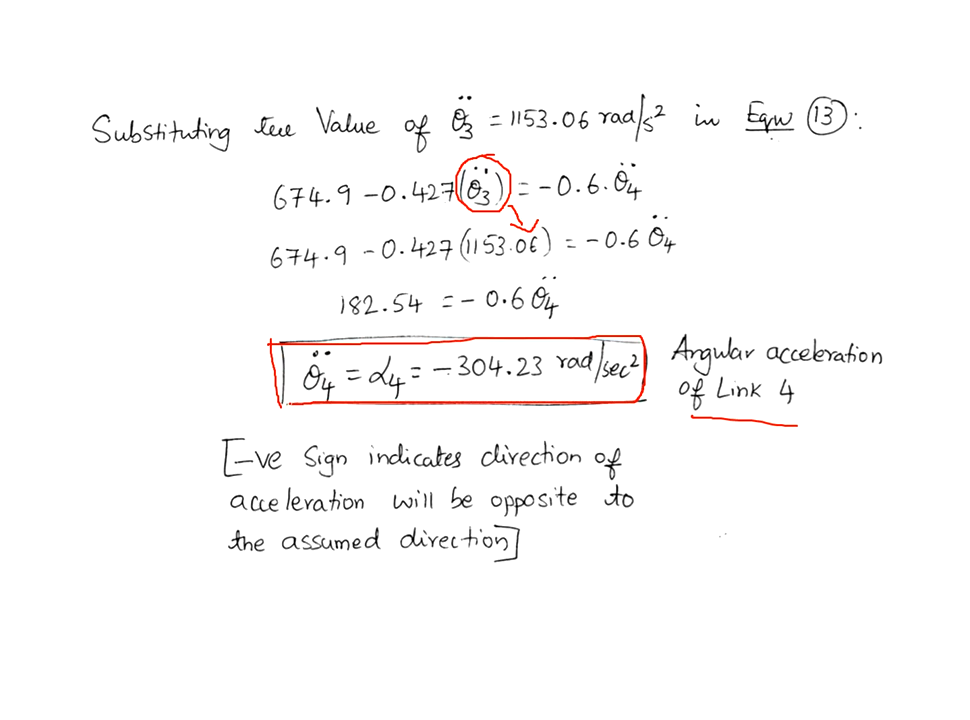 Substituting the Value of θ̈₃ = 1153.06 rad/s² in Eqn ⑬:
674.9 - 0.427(θ̈₃) = -0.6.θ̈₄
674.9 - 0.427(1153.06) = -0.6 θ̈₄
182.54 = - 0.6 θ̈₄
θ̈₄ = α₄ = - 304.23 rad/sec²
Angular acceleration
of Link 4
[-ve Sign indicates direction of
acceleration will be opposite to
the assumed direction]